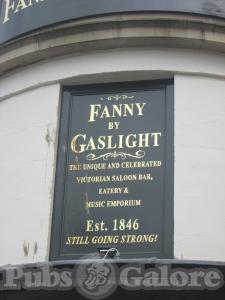 FANNY
FANNY
BY
GASLIGHT
THE UNIQUE AND CELEBRATED
VICTORIAN SALOON BAR,
EATERY &
MUSIC EMPORIUM
Est. 1846
STILL GOING STRONG!
Pubs Galore